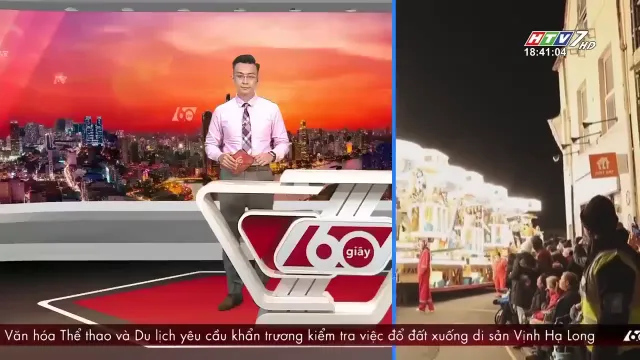 HTV7 HD
18:41:04
60
60 giây
Văn hóa Thể thao và Du lịch yêu cầu khẩn trương kiểm tra việc đổ đất xuống di sản Vịnh Hạ Long